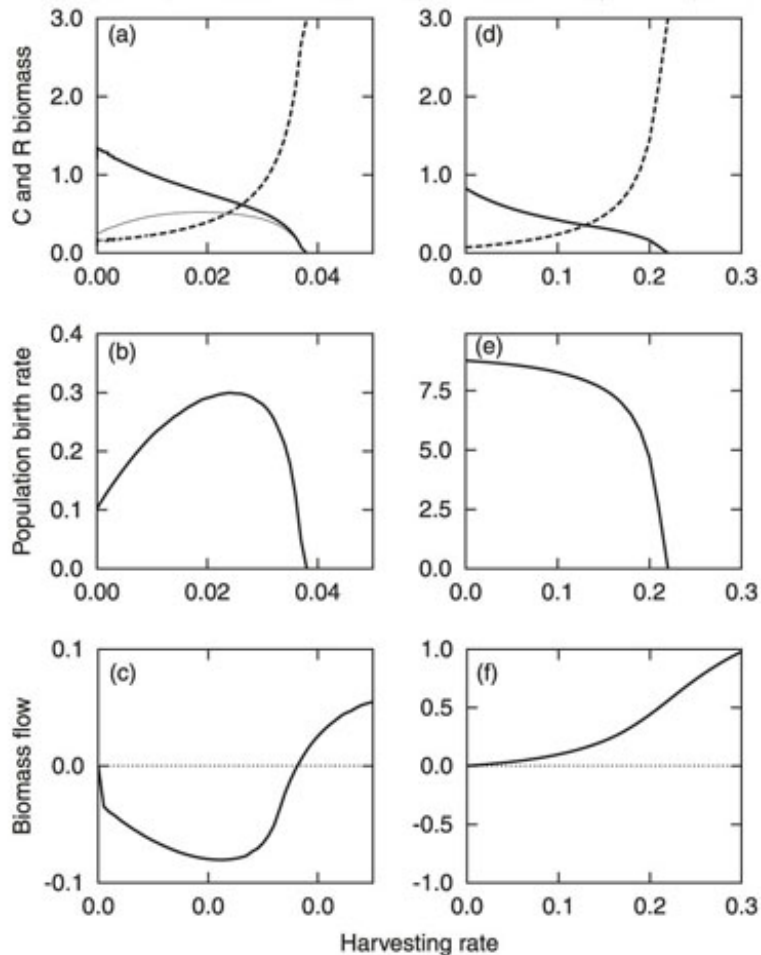 3.0 (a) (d) 3.0
2.0 2.0
1.0 1.0
0.0 0.0
0.00 0.02 0.04 0.0 0.1 0.2 0.3
C and R biomass
0.4 (b) (e)
0.3 7.5
0.2 5.0
0.1 2.5
0.0 0.0
0.00 0.02 0.04 0.0 0.1 0.2 0.3
Population birth rate
0.1 (c) (f) 1.0
0.5
0.0 0.0
-0.5
-0.1 -1.0
0.0 0.0 0.0 0.0 0.1 0.2 0.3
Biomass flow
Harvesting rate